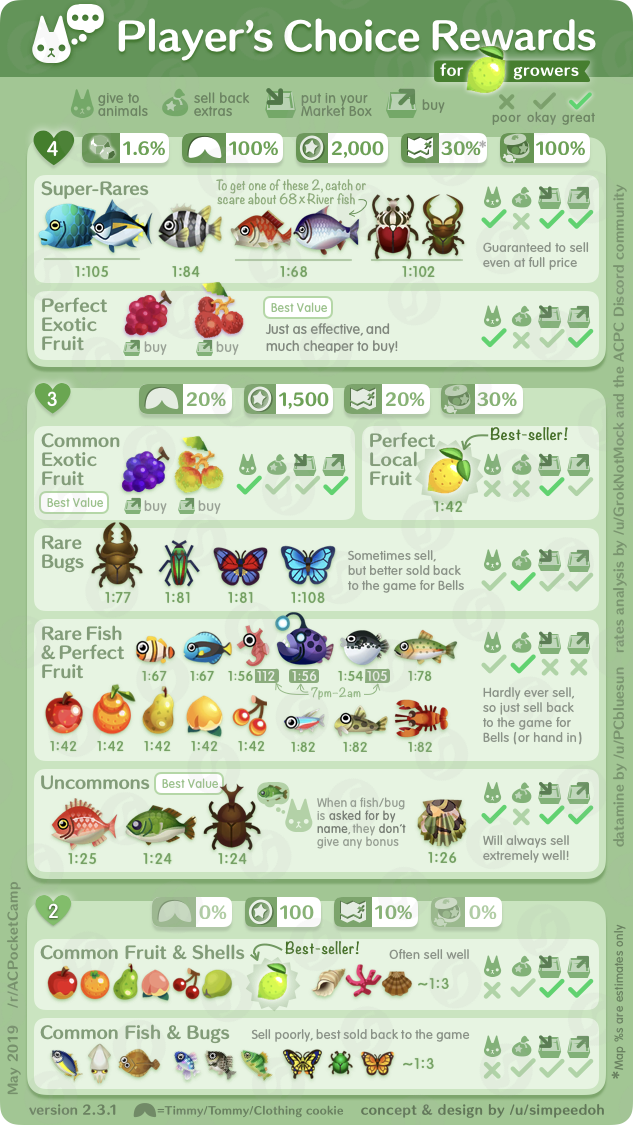 Player's Choice Rewards
for growers
give to
animals
sell back
extras
put in your
Market Box
buy
poor okay great
4 1.6% 100% 2,000 30%* 100%
Super-Rares
To get one of these 2, catch or
scare about 68x River fish
1:105 1:84 1:68 1:102
Guaranteed to sell
even at full price
Perfect
Exotic
Fruit
buy buy
Best Value
Just as effective, and
much cheaper to buy!
3 20% 1,500 20% 30%
Common
Exotic
Fruit
Best Value
buy buy
Perfect
Local
Fruit
Best-seller!
1:42
Rare
Bugs
1:77 1:81 1:81 1:108
Sometimes sell,
but better sold back
to the game for Bells
Rare Fish
& Perfect
Fruit
1:67 1:67 1:56 112 1:56 1:54 105 1:78
7pm-2am
1:42 1:42 1:42 1:42 1:42 1:82 1:82 1:82
Hardly ever sell,
so just sell back
to the game for
Bells (or hand in)
Uncommons
Best Value
1:25 1:24 1:24
When a fish/bug
is asked for by
name, they don't
give any bonus
1:26
Will always sell
extremely well!
2 0% 100 10% 0%
Common Fruit & Shells
Best-seller!
Often sell well
~1:3
Common Fish & Bugs
Sell poorly, best sold back to the game
~1:3
version 2.3.1
=Timmy/Tommy/Clothing cookie
concept & design by /u/simpeedoh
May 2019 /r/ACPocketCamp
datamine by /u/PCbluesun rates analysis by /u/GrokNotMock and the ACPC Discord community
*Map %s are estimates only